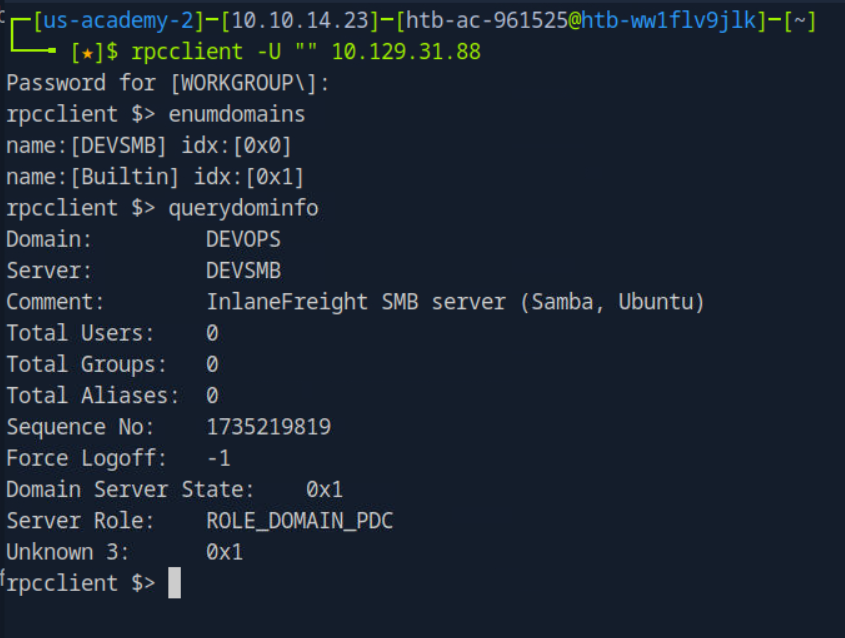 [us-academy-2]─[10.10.14.23]─[htb-ac-961525@htb-ww1flv9jlk]─[~]
[★]$ rpcclient -U "" 10.129.31.88
Password for [WORKGROUP\]:
rpcclient $> enumdomains
name:[DEVSMB] idx:[0x0]
name:[Builtin] idx:[0x1]
rpcclient $> querydominfo
Domain: DEVOPS
Server: DEVSMB
Comment: InlaneFreight SMB server (Samba, Ubuntu)
Total Users: 0
Total Groups: 0
Total Aliases: 0
Sequence No: 1735219819
Force Logoff: -1
Domain Server State: 0x1
Server Role: ROLE_DOMAIN_PDC
Unknown 3: 0x1
rpcclient $>